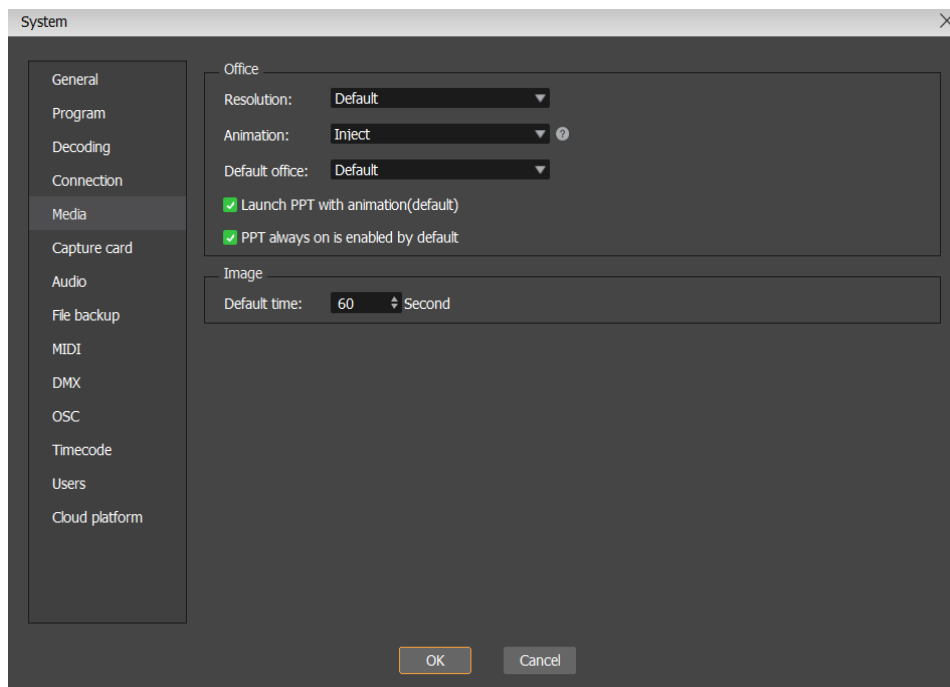 System
General
Program
Decoding
Connection
Media
Capture card
Audio
File backup
MIDI
DMX
OSC
Timecode
Users
Cloud platform
Office
Resolution: Default
Animation: Inject ?
Default office: Default
Launch PPT with animation(default)
PPT always on is enabled by default
Image
Default time: 60 Second
OK Cancel